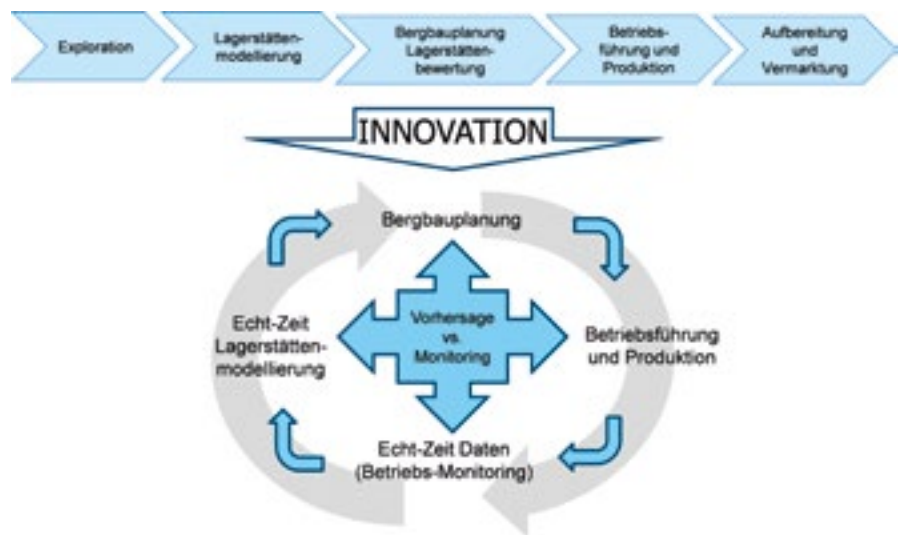 Exploration
Lagerstätten-
modellierung
Bergbauplanung
Lagerstätten-
bewertung
Betriebs-
führung und
Produktion
Aufbereitung
und
Vermarktung
INNOVATION
Bergbauplanung
Echt-Zeit
Lagerstätten-
modellierung
Vorhersage
vs.
Monitoring
Betriebsführung
und Produktion
Echt-Zeit Daten
(Betriebs-Monitoring)